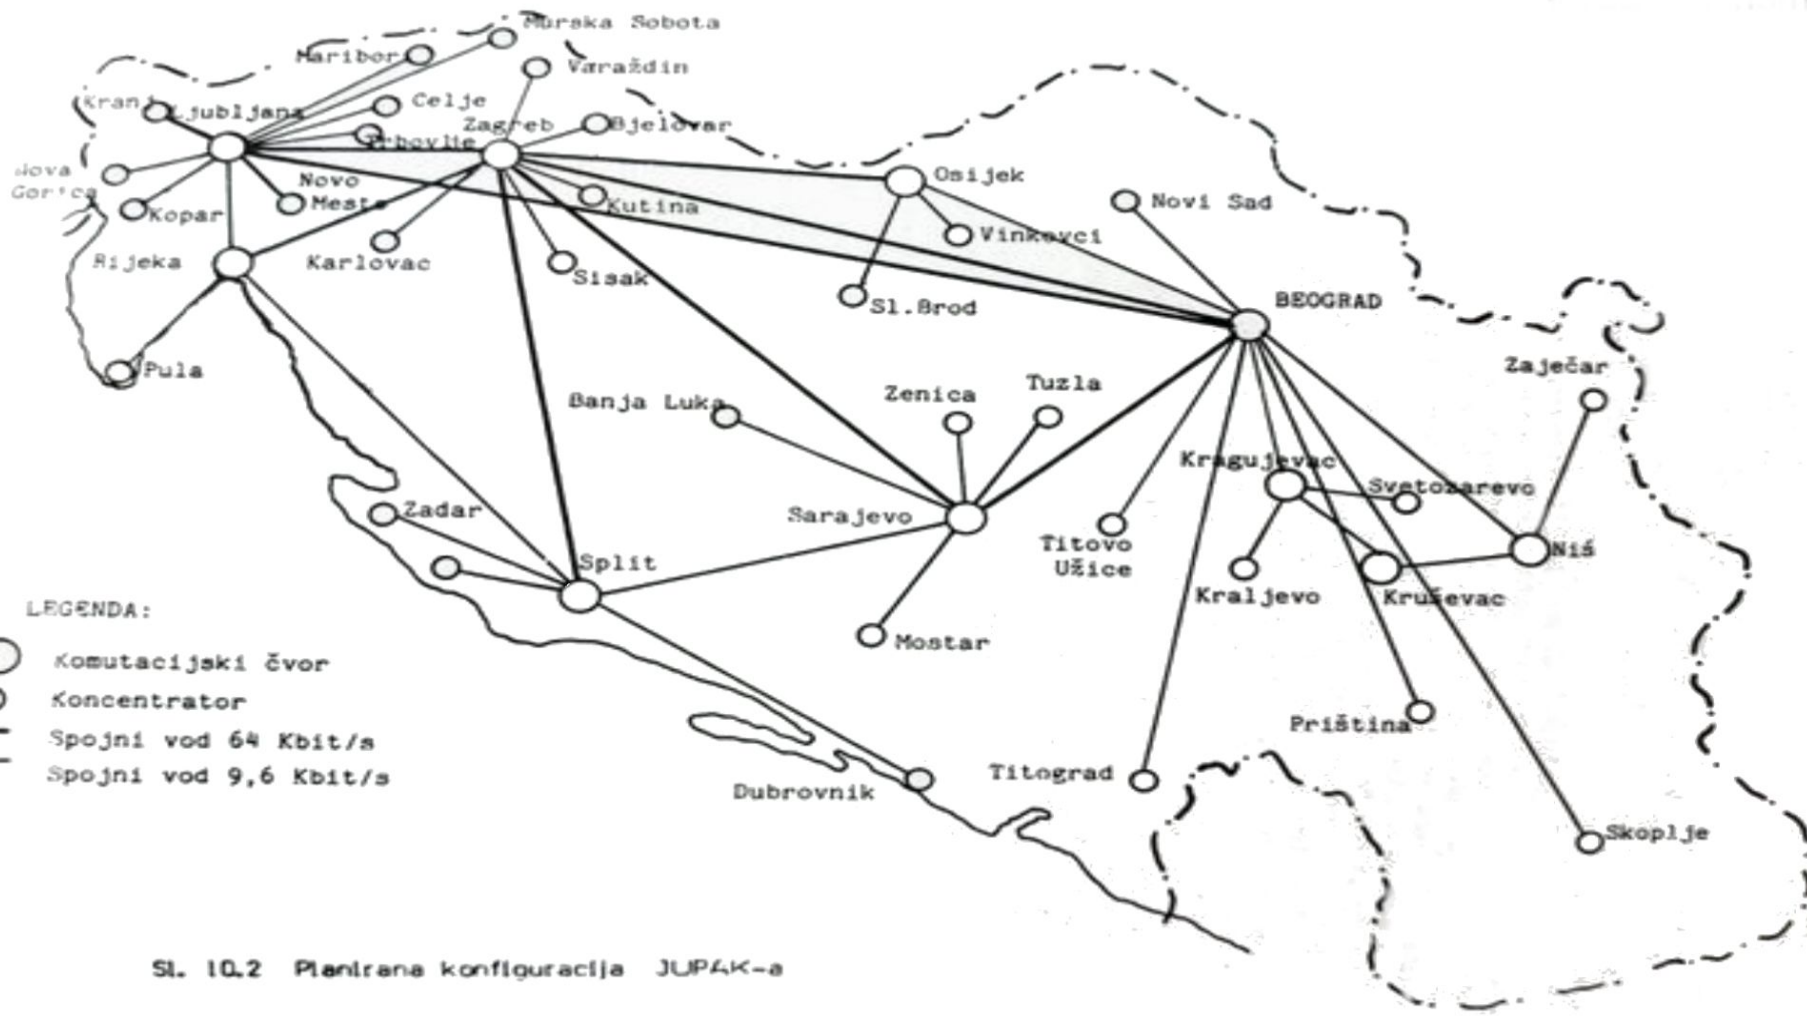 Murska Sobota
Maribor
Varaždin
Kranj
Ljubljana
Celje
Zagreb
Bjelovar
Trbovlje
Nova
Gorica
Novo
Mesto
Kopar
Kutina
Osijek
Novi Sad
Vinkovci
Rijeka
Karlovac
Sisak
Sl.Brod
BEOGRAD
Pula
Zaječar
Banja Luka
Zenica
Tuzla
Kragujevac
Svetozarevo
Zadar
Sarajevo
Titovo
Užice
Niš
Split
Kraljevo
Kruševac
LEGENDA:
Komutacijski čvor
Koncentrator
Spojni vod 64 Kbit/s
Spojni vod 9,6 Kbit/s
Mostar
Priština
Titograd
Dubrovnik
Skoplje
Sl. 10.2 Planirana konfiguracija JUPAK-a